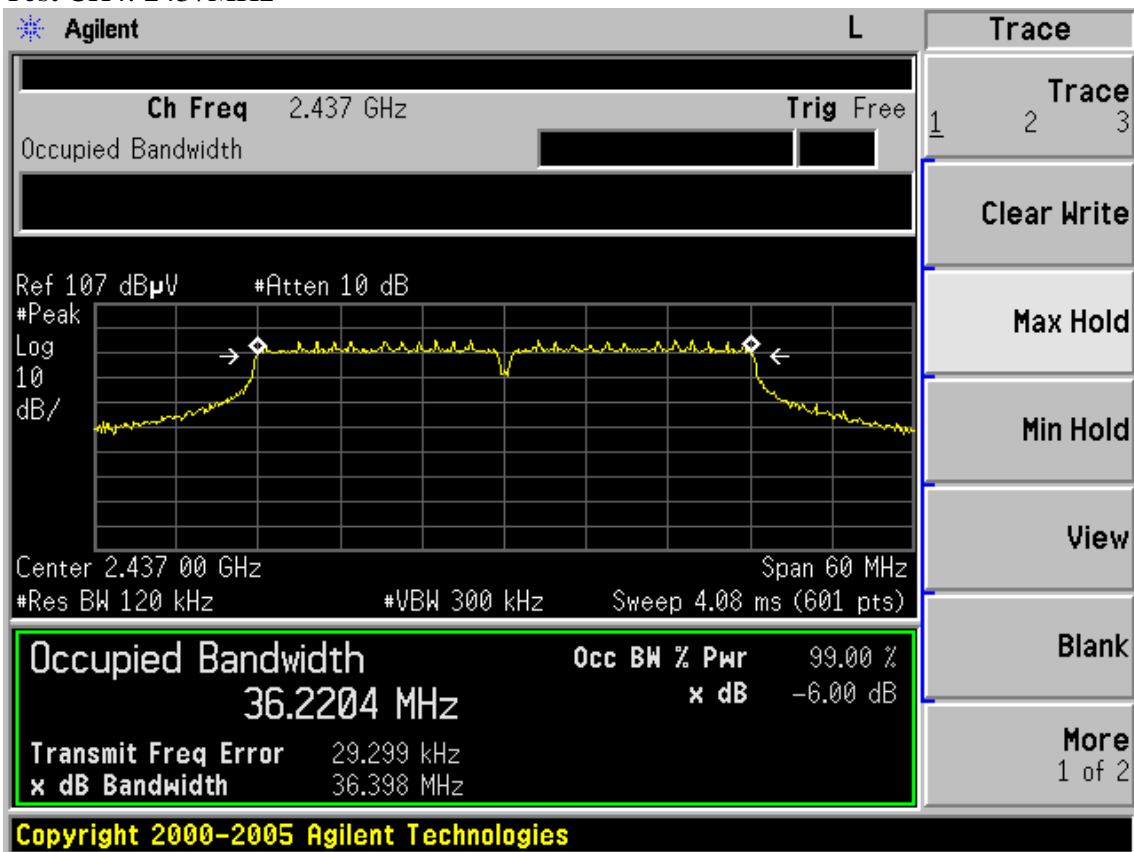 Agilent L Trace
Ch Freq 2.437 GHz Trig Free
Occupied Bandwidth
Trace
1 2 3
Clear Write
Ref 107 dBµV #Atten 10 dB
#Peak
Log
10
dB/
Max Hold
Min Hold
View
Center 2.437 00 GHz Span 60 MHz
#Res BW 120 kHz #VBW 300 kHz Sweep 4.08 ms (601 pts)
Occupied Bandwidth Occ BW % Pwr 99.00 %
36.2204 MHz x dB -6.00 dB
Transmit Freq Error 29.299 kHz
x dB Bandwidth 36.398 MHz
Blank
More
1 of 2
Copyright 2000-2005 Agilent Technologies